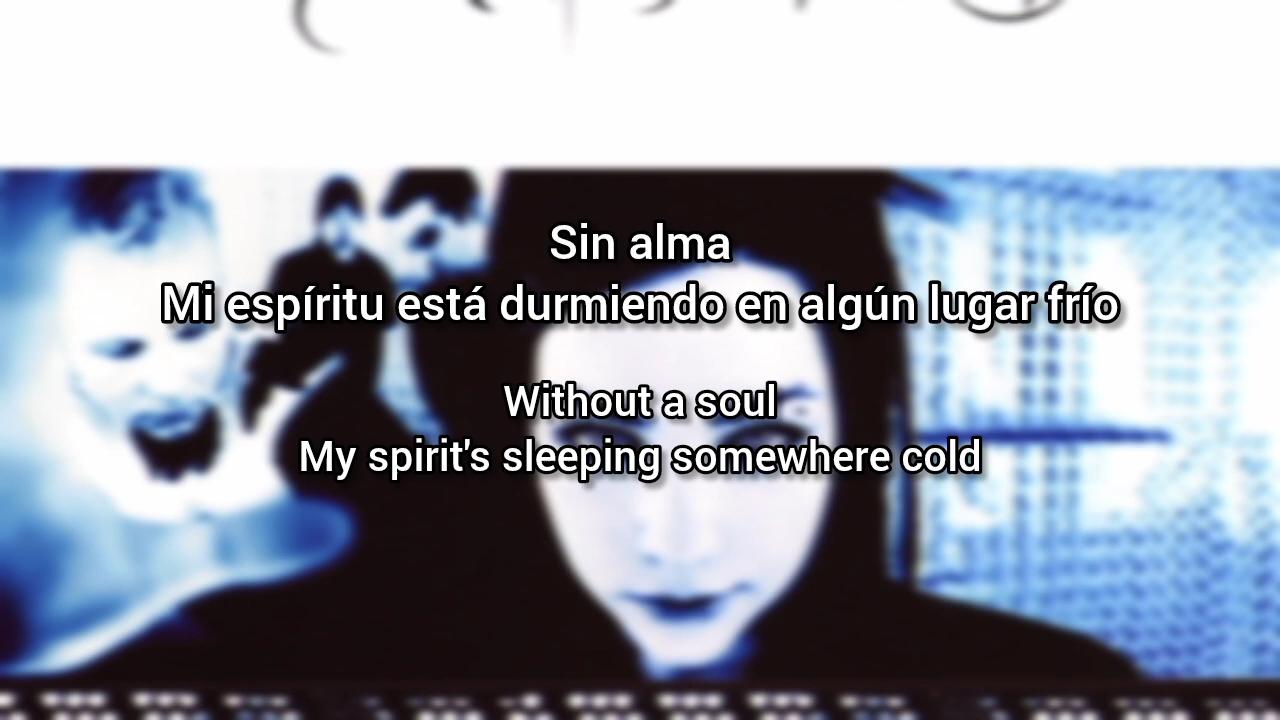 Sin alma
Mi espíritu está durmiendo en algún lugar frío
Without a soul
My spirit's sleeping somewhere cold